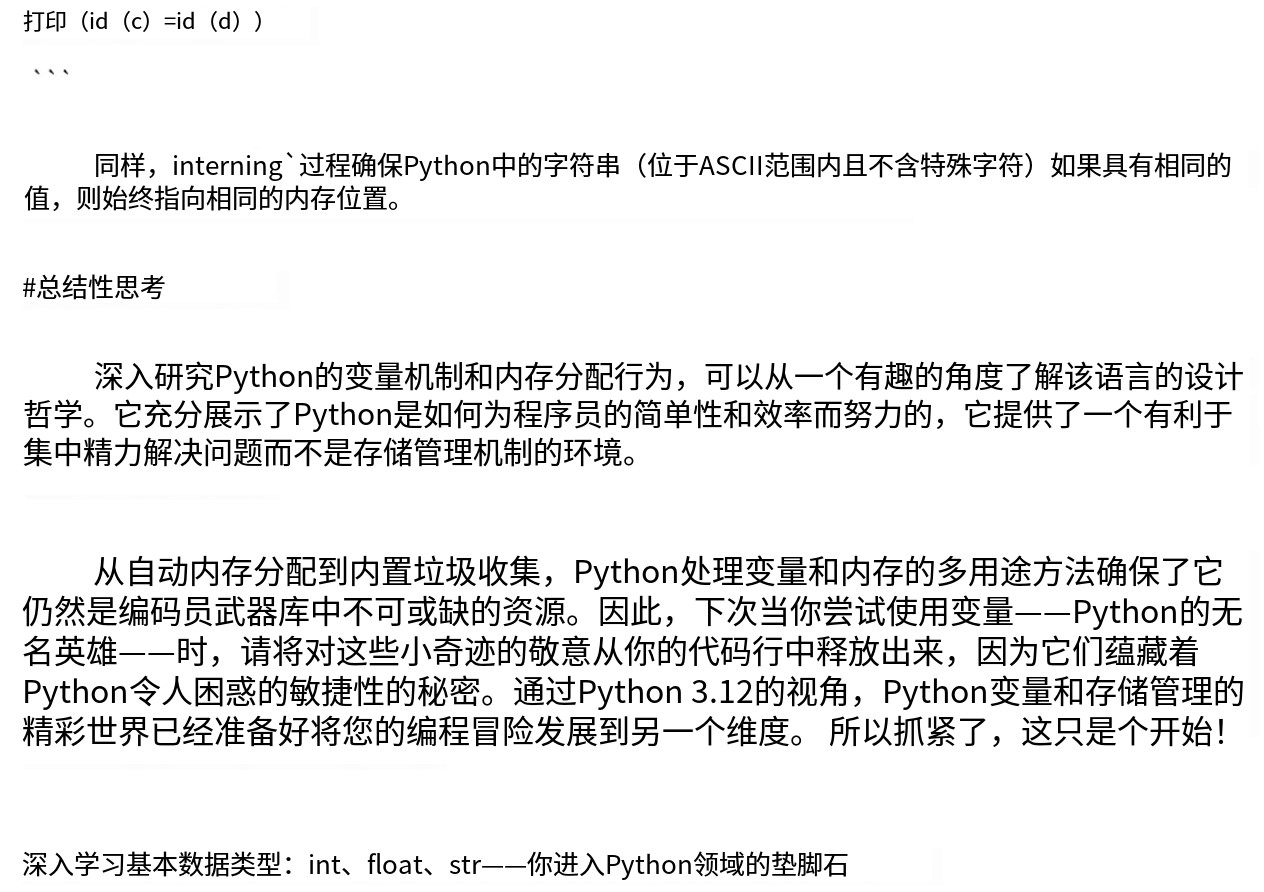 打印（id（c）=id（d））
```
同样，interning`过程确保Python中的字符串（位于ASCII范围内且不含特殊字符）如果具有相同的
值，则始终指向相同的内存位置。
#总结性思考
深入研究Python的变量机制和内存分配行为，可以从一个有趣的角度了解该语言的设计
哲学。它充分展示了Python是如何为程序员的简单性和效率而努力的，它提供了一个有利于
集中精力解决问题而不是存储管理机制的环境。
从自动内存分配到内置垃圾收集，Python处理变量和内存的多用途方法确保了它
仍然是编码员武器库中不可或缺的资源。因此，下次当你尝试使用变量——Python的无
名英雄——时，请将对这些小奇迹的敬意从你的代码行中释放出来，因为它们蕴藏着
Python令人困惑的敏捷性的秘密。通过Python 3.12的视角，Python变量和存储管理的
精彩世界已经准备好将您的编程冒险发展到另一个维度。 所以抓紧了，这只是个开始！
深入学习基本数据类型：int、float、str——你进入Python领域的垫脚石